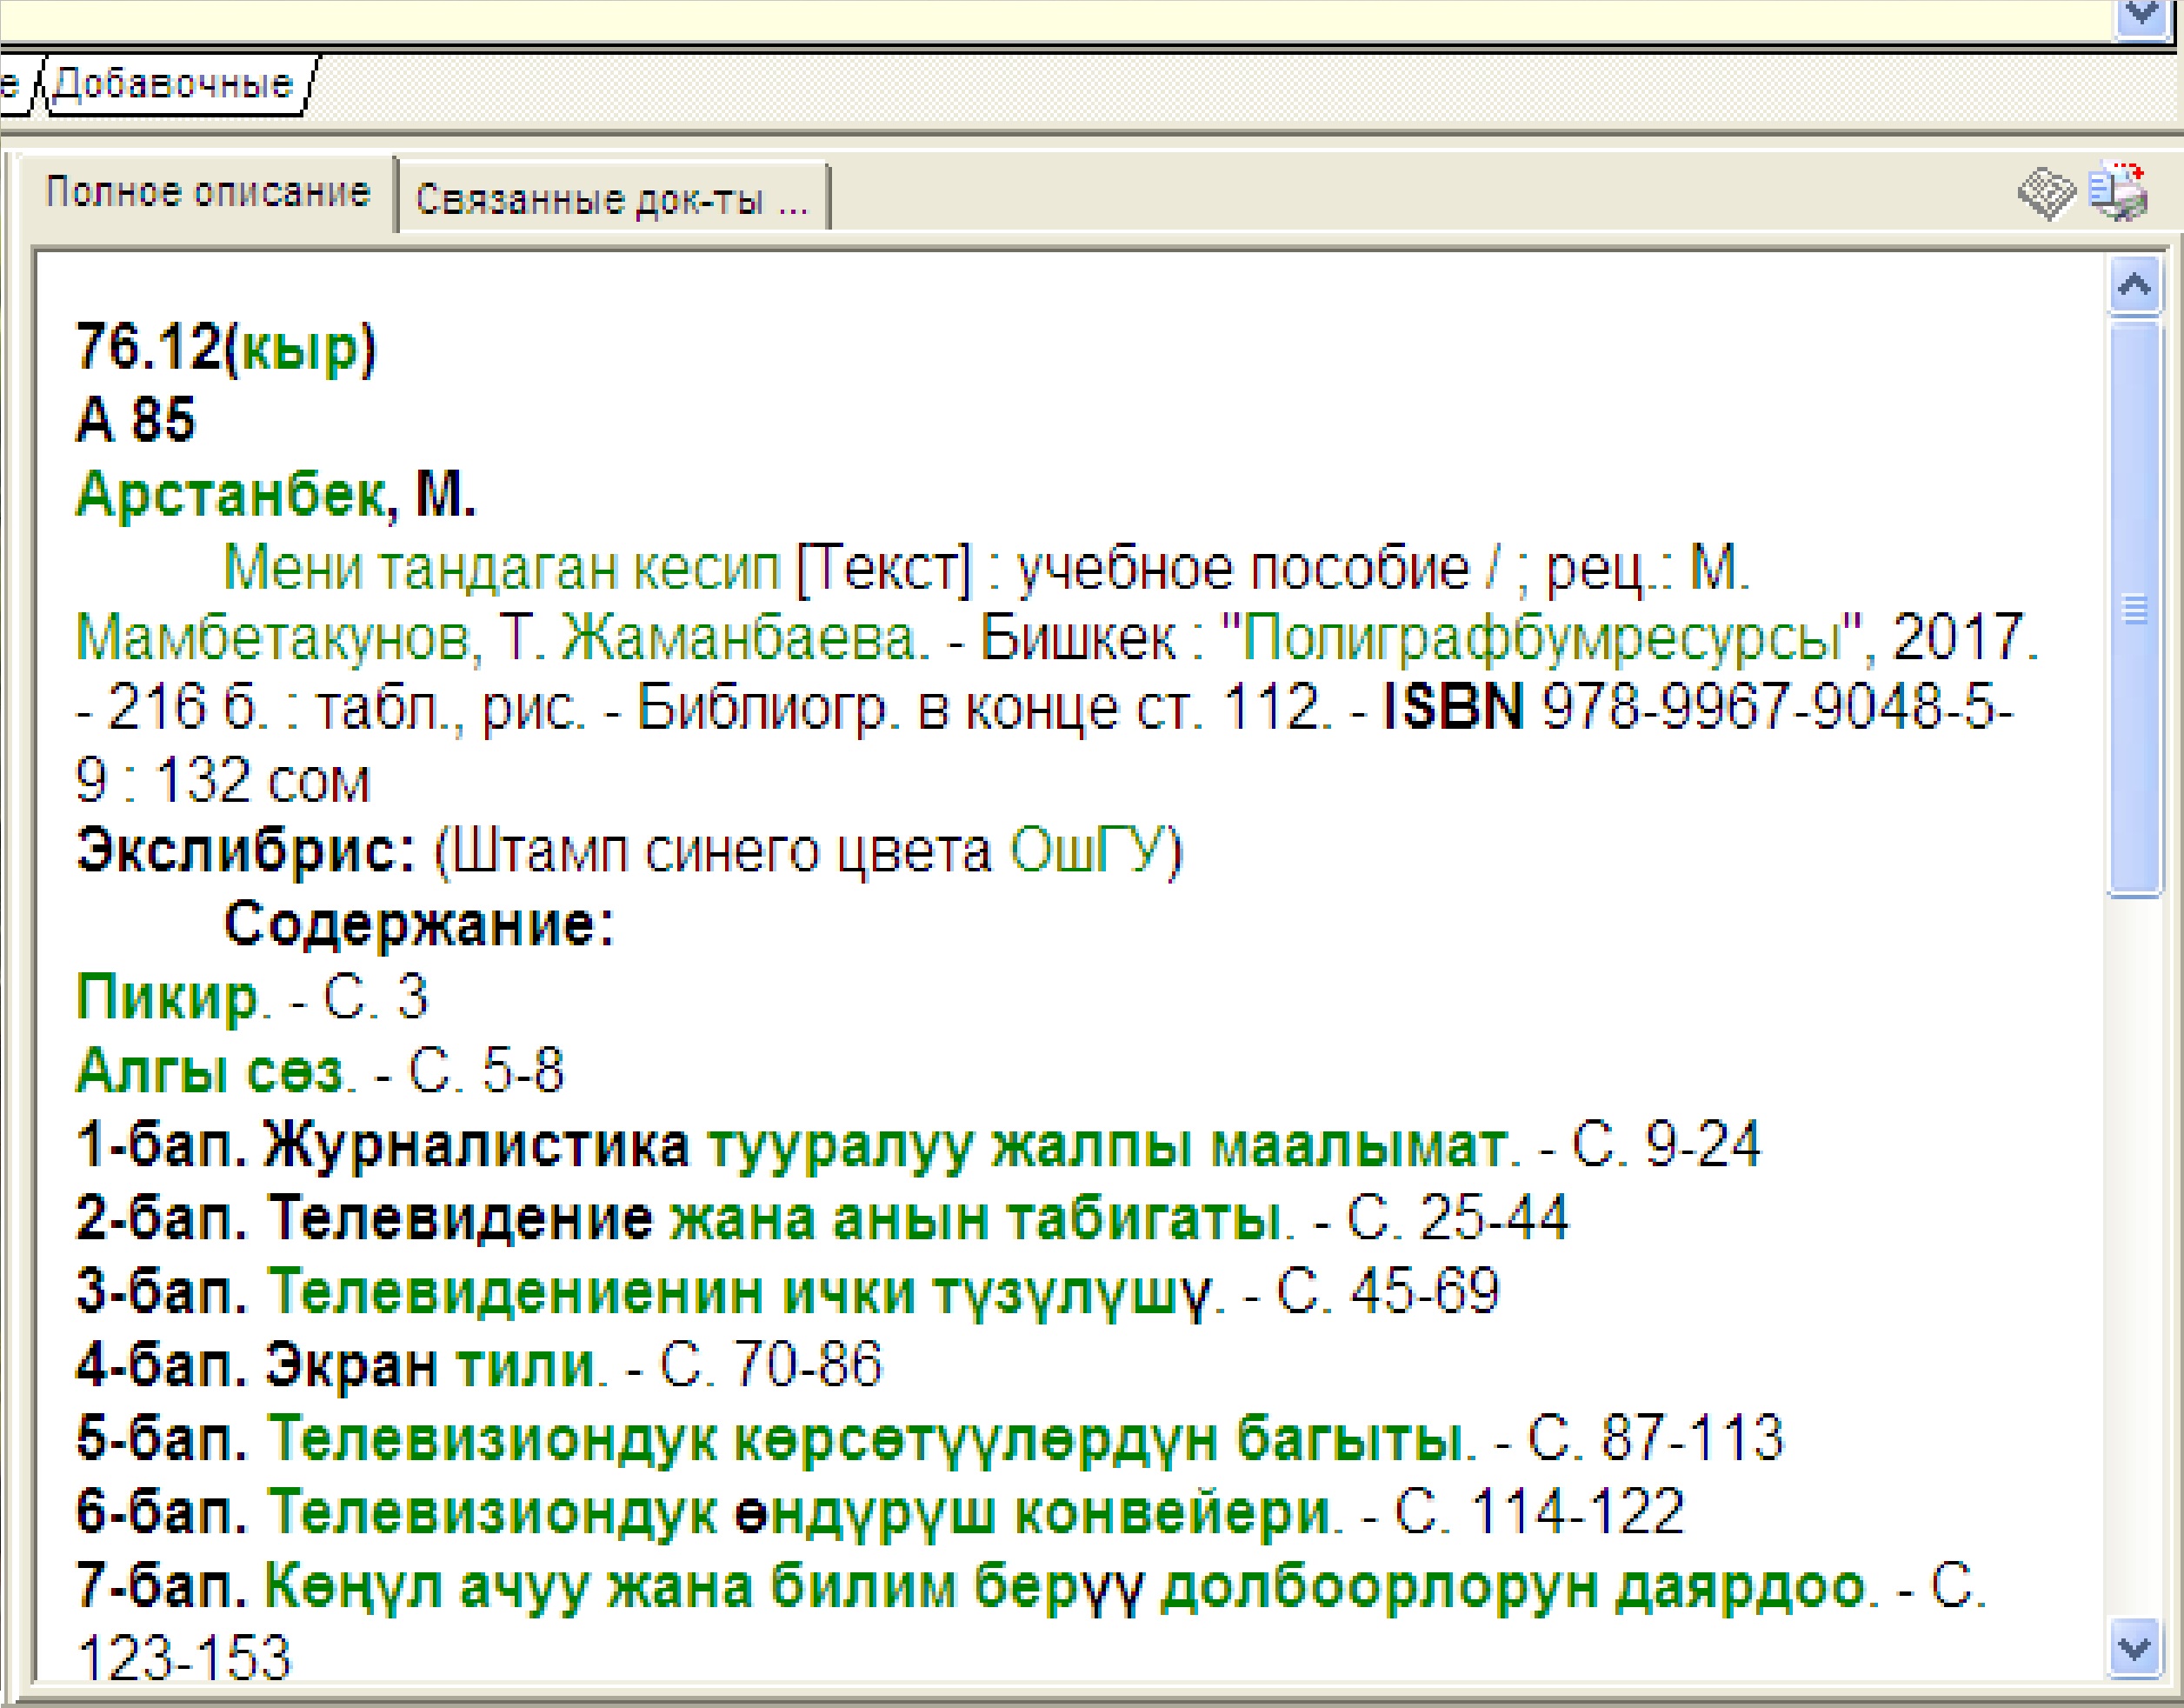 е Добавочные
Полное описание Связанные док-ты ...
76.12(кыр)
А 85
Арстанбек, М.
Мени тандаган кесип [Текст] : учебное пособие / ; рец.: М.
Мамбетакунов, Т. Жаманбаева. - Бишкек : "Полиграфбумресурсы", 2017.
- 216 б. : табл., рис. - Библиогр. в конце ст. 112. - ISBN 978-9967-9048-5-
9 : 132 сом
Экслибрис: (Штамп синего цвета ОшГУ)
Содержание:
Пикир. - С. 3
Алгы сөз. - С. 5-8
1-бап. Журналистика тууралуу жалпы маалымат. - С. 9-24
2-бап. Телевидение жана анын табигаты. - С. 25-44
3-бап. Телевидениенин ички түзүлүшү. - С. 45-69
4-бап. Экран тили. - С. 70-86
5-бап. Телевизиондук көрсөтүүлөрдүн багыты. - С. 87-113
6-бап. Телевизиондук өндүрүш конвейери. - С. 114-122
7-бап. Көңүл ачуу жана билим берүү долбоорлорун даярдоо. - С.
123-153